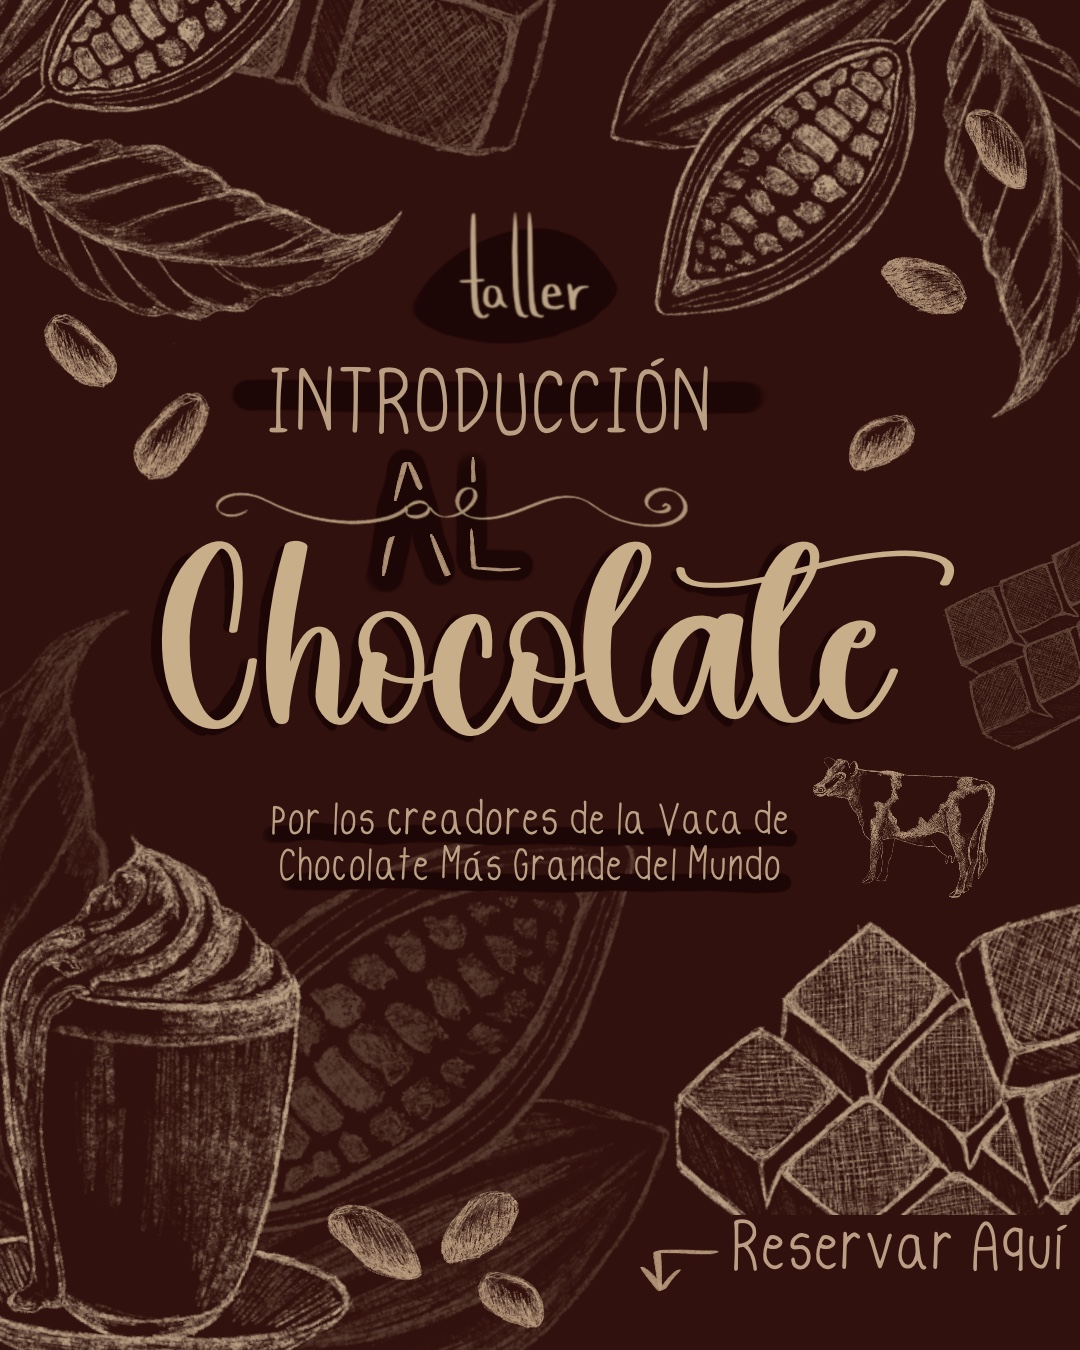 taller
INTRODUCCIÓN
AL
Chocolate
Por los creadores de la Vaca de
Chocolate Más Grande del Mundo
Reservar Aquí